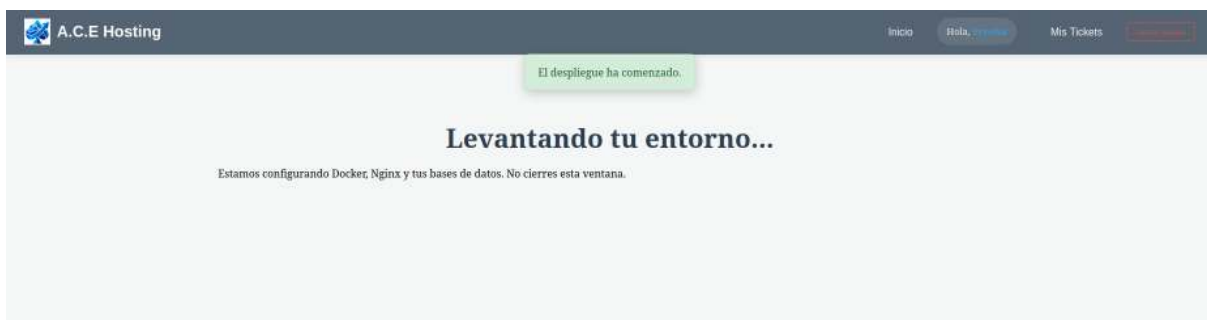 A.C.E Hosting
Inicio
Hola,
Mis Tickets
El despliegue ha comenzado.
Levantando tu entorno...
Estamos configurando Docker, Nginx y tus bases de datos. No cierres esta ventana.